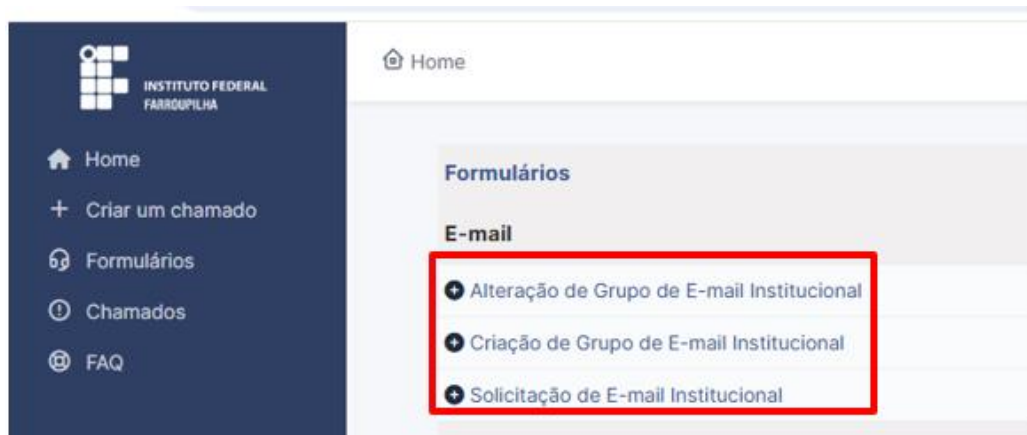 INSTITUTO FEDERAL
FARROUPILHA
Home
Criar um chamado
Formulários
Chamados
FAQ
Home
Formulários
E-mail
Alteração de Grupo de E-mail Institucional
Criação de Grupo de E-mail Institucional
Solicitação de E-mail Institucional